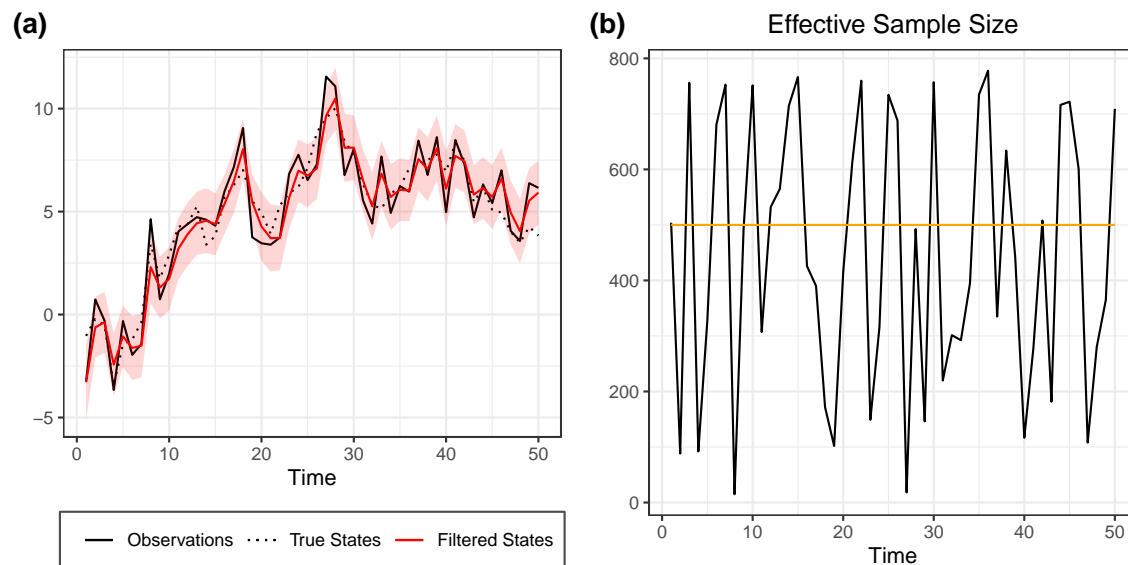 (a)
10
5
0
−5
0 10 20 30 40 50
Time
Observations True States Filtered States
(b) Effective Sample Size
800
600
400
200
0
0 10 20 30 40 50
Time